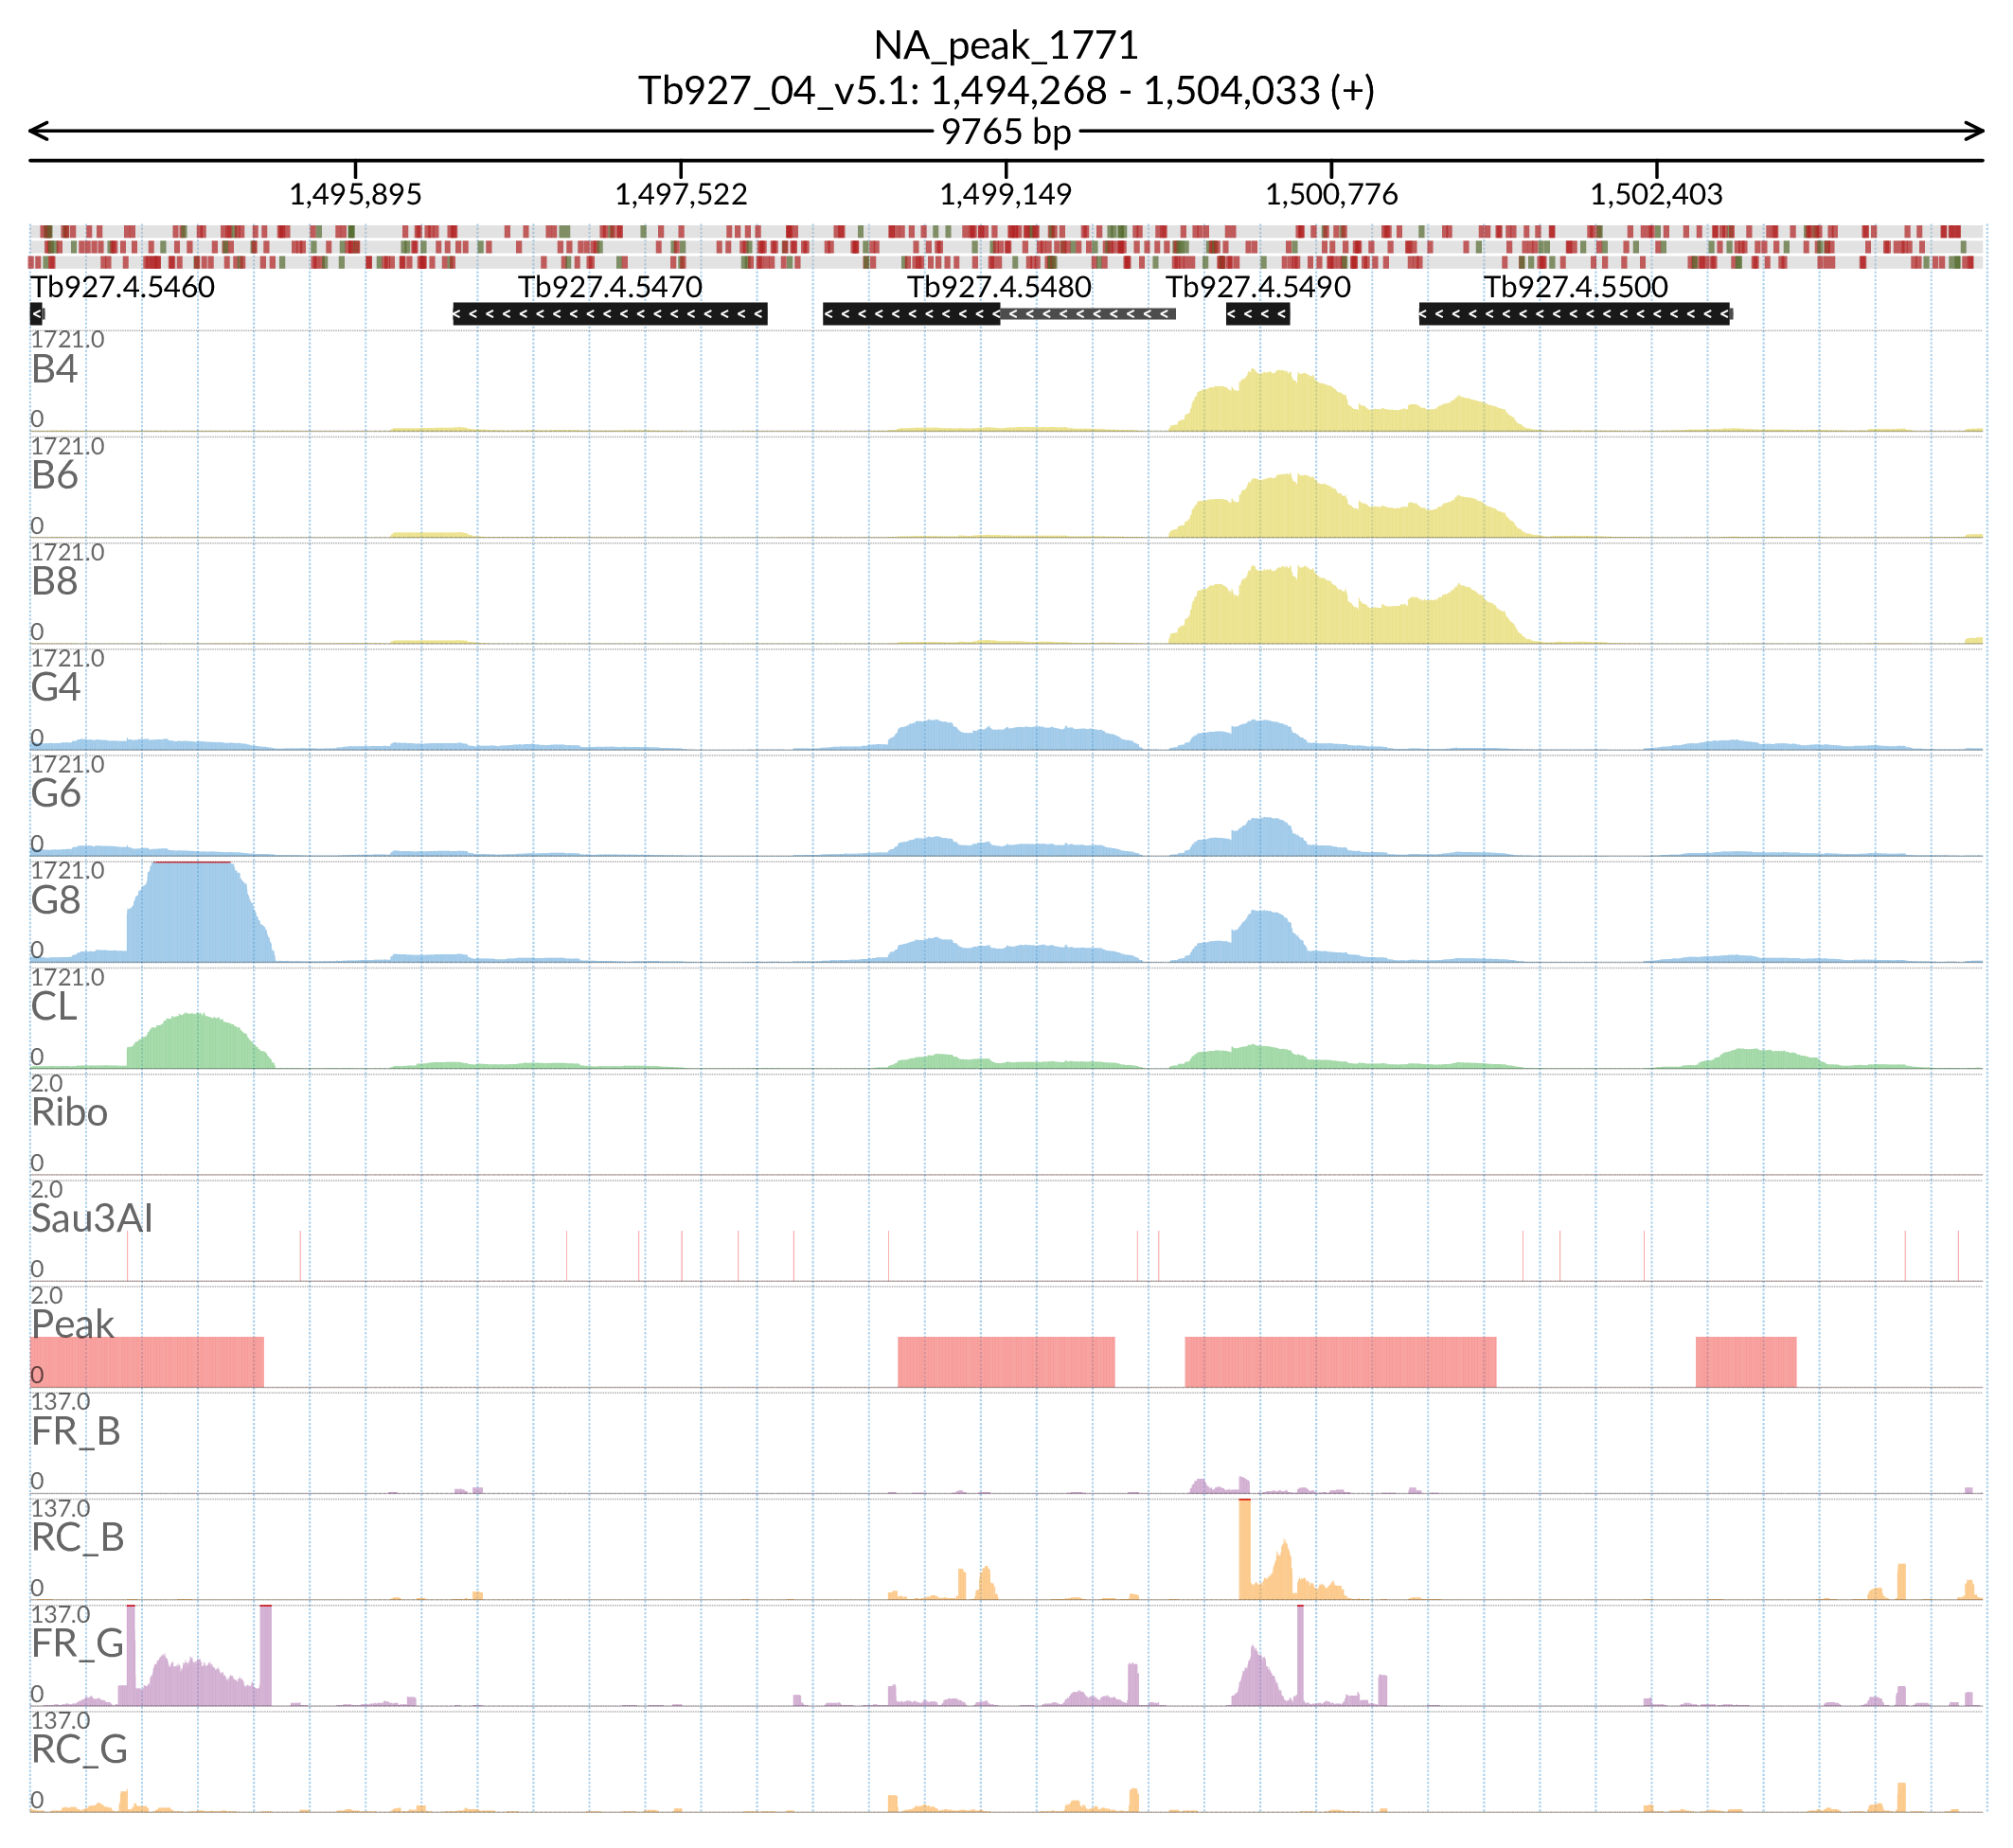 NA_peak_1771
Tb927_04_v5.1: 1,494,268 - 1,504,033 (+)
9765 bp
1,495,895 1,497,522 1,499,149 1,500,776 1,502,403
Tb927.4.5460 Tb927.4.5470 Tb927.4.5480 Tb927.4.5490 Tb927.4.5500
1721.0
B4
0
1721.0
B6
0
1721.0
B8
0
1721.0
G4
0
1721.0
G6
0
1721.0
G8
0
1721.0
CL
0
2.0
Ribo
0
2.0
Sau3AI
0
2.0
Peak
0
137.0
FR_B
0
137.0
RC_B
0
137.0
FR_G
0
137.0
RC_G
0